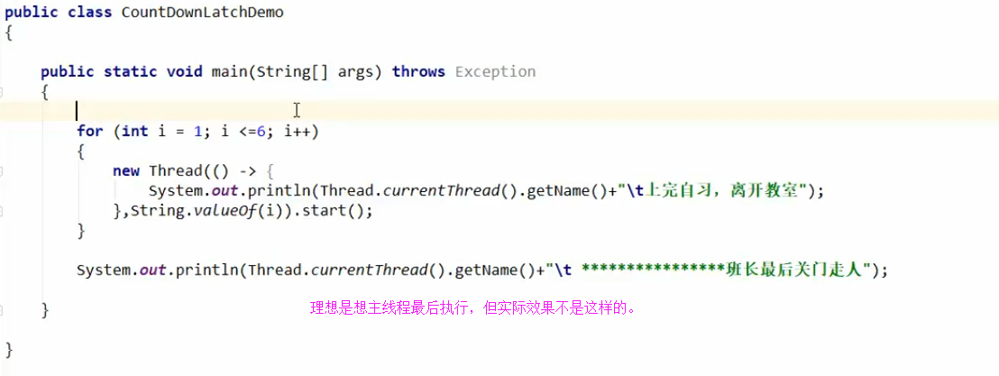 public class CountDownLatchDemo
{
public static void main(String[] args) throws Exception
{
for (int i = 1; i <=6; i++)
{
new Thread(() -> {
System.out.println(Thread.currentThread().getName()+"\t上完自习，离开教室");
},String.valueOf(i)).start();
}
System.out.println(Thread.currentThread().getName()+"\t ****************班长最后关门走人");
理想是想主线程最后执行，但实际效果不是这样的。
}
}